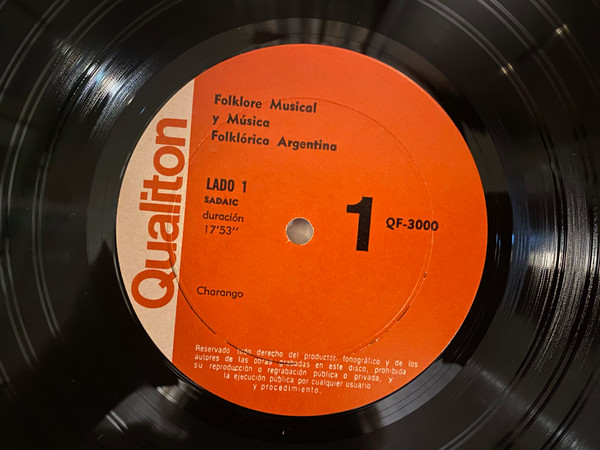 Qualiton
Folklore Musical
y Música
Folklórica Argentina
LADO 1
SADAIC
duración
17'53"
1
QF-3000
Charango
Reservado todo derecho del productor fonográfico y de los
autores de las obras grabadas en este disco, prohibida
su reproducción o regrabación pública o privada, y
la ejecución pública por cualquier usuario
y procedimiento.